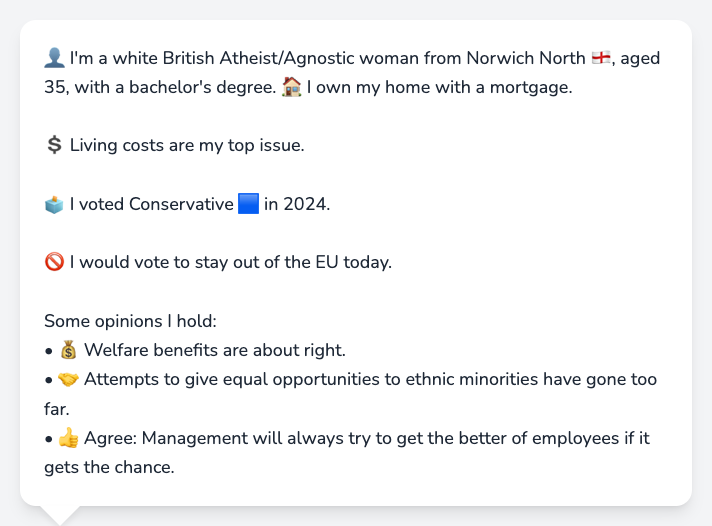 👤 I'm a white British Atheist/Agnostic woman from Norwich North 🏴󠁧󠁢󠁥󠁮󠁧󠁿, aged
35, with a bachelor's degree. 🏠 I own my home with a mortgage.
💲 Living costs are my top issue.
🗳️ I voted Conservative 🟦 in 2024.
🚫 I would vote to stay out of the EU today.
Some opinions I hold:
• 💰 Welfare benefits are about right.
• 🤝 Attempts to give equal opportunities to ethnic minorities have gone too
far.
• 👍 Agree: Management will always try to get the better of employees if it
gets the chance.